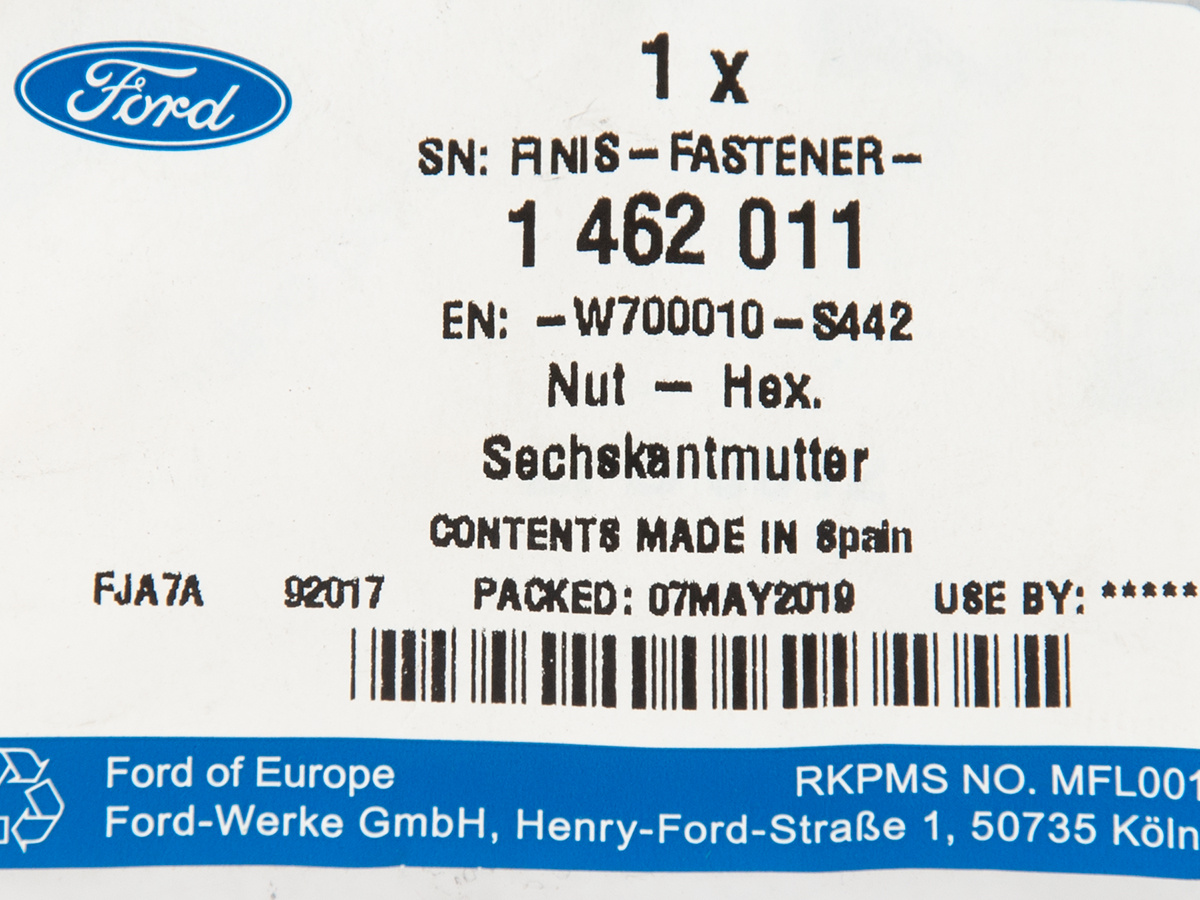 Ford
1 x
SN: FINIS-FASTENER-
1 462 011
EN: -W700010-S442
Nut - Hex.
Sechskantmutter
CONTENTS MADE IN Spain
FJA7A 92017 PACKED: 07MAY2019 USE BY: *****
Ford of Europe RKPMS NO. MFL001
Ford-Werke GmbH, Henry-Ford-Straße 1, 50735 Köln